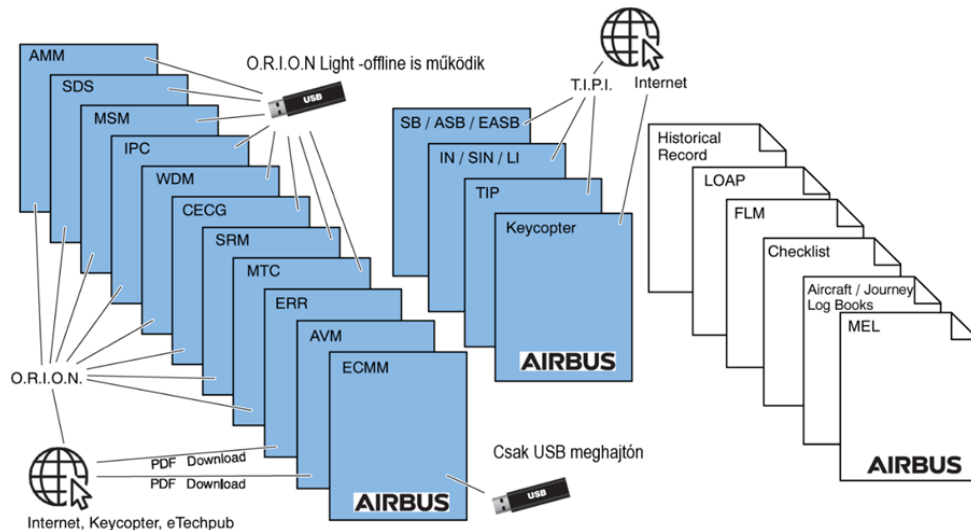 AMM
SDS
MSM
IPC
WDM
CECG
SRM
MTC
ERR
AVM
ECMM
AIRBUS
O.R.I.O.N Light -offline is működik
USB
O.R.I.O.N.
PDF Download
PDF Download
Internet, Keycopter, eTechpub
Csak USB meghajtón
USB
Internet
T.I.P.I.
SB / ASB / EASB
IN / SIN / LI
TIP
Keycopter
AIRBUS
Historical
Record
LOAP
FLM
Checklist
Aircraft / Journey
Log Books
MEL
AIRBUS